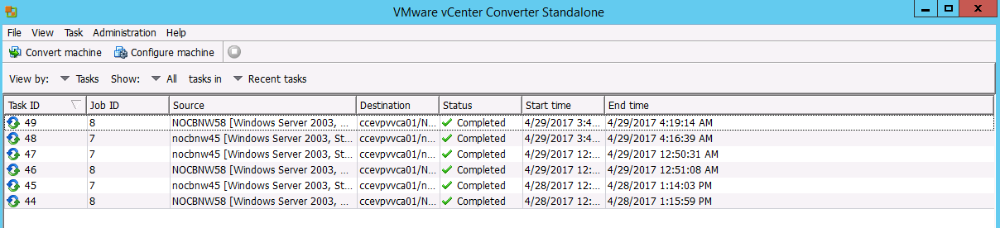 VMware vCenter Converter Standalone
File View Task Administration Help
Convert machine Configure machine
View by: Tasks Show: All tasks in Recent tasks
Task ID Job ID Source Destination Status Start time End time
49 8 NOCBNW58 [Windows Server 2003, ... ccevpvvca01/N... Completed 4/29/2017 3:4... 4/29/2017 4:19:14 AM
48 7 nocbnw45 [Windows Server 2003, St... ccevpvvca01/n... Completed 4/29/2017 3:4... 4/29/2017 4:16:39 AM
47 7 nocbnw45 [Windows Server 2003, St... ccevpvvca01/n... Completed 4/29/2017 12:... 4/29/2017 12:50:31 AM
46 8 NOCBNW58 [Windows Server 2003, ... ccevpvvca01/N... Completed 4/29/2017 12:... 4/29/2017 12:51:08 AM
45 7 nocbnw45 [Windows Server 2003, St... ccevpvvca01/n... Completed 4/28/2017 12:... 4/28/2017 1:14:03 PM
44 8 NOCBNW58 [Windows Server 2003, ... ccevpvvca01/N... Completed 4/28/2017 12:... 4/28/2017 1:15:59 PM